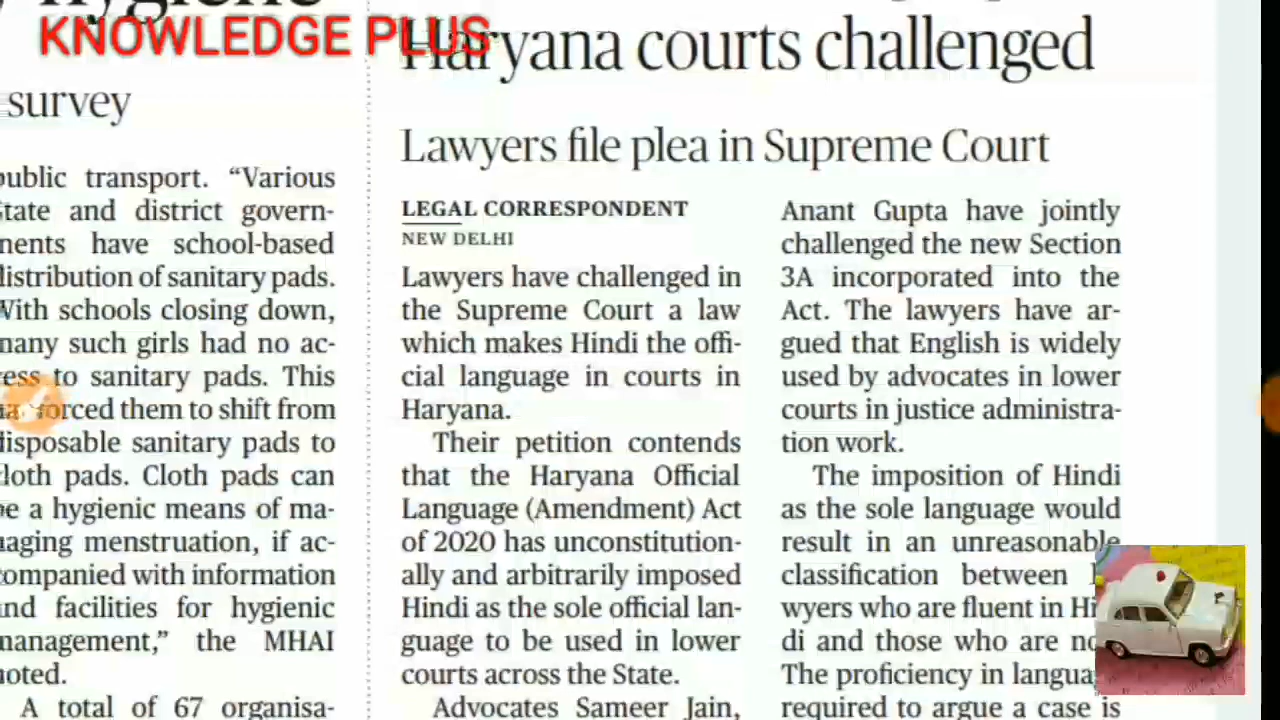 hygiene
KNOWLEDGE PLUS
survey
public transport. “Various
State and district govern-
ments have school-based
distribution of sanitary pads.
With schools closing down,
many such girls had no ac-
cess to sanitary pads. This
forced them to shift from
disposable sanitary pads to
cloth pads. Cloth pads can
be a hygienic means of ma-
naging menstruation, if ac-
companied with information
and facilities for hygienic
management,” the MHAI
noted.
A total of 67 organisa-
Haryana courts challenged
Lawyers file plea in Supreme Court
LEGAL CORRESPONDENT
NEW DELHI
Lawyers have challenged in
the Supreme Court a law
which makes Hindi the offi-
cial language in courts in
Haryana.
Their petition contends
that the Haryana Official
Language (Amendment) Act
of 2020 has unconstitution-
ally and arbitrarily imposed
Hindi as the sole official lan-
guage to be used in lower
courts across the State.
Advocates Sameer Jain,
Anant Gupta have jointly
challenged the new Section
3A incorporated into the
Act. The lawyers have ar-
gued that English is widely
used by advocates in lower
courts in justice administra-
tion work.
The imposition of Hindi
as the sole language would
result in an unreasonable
classification between
wyers who are fluent in Hi
di and those who are no
The proficiency in langua
required to argue a case is